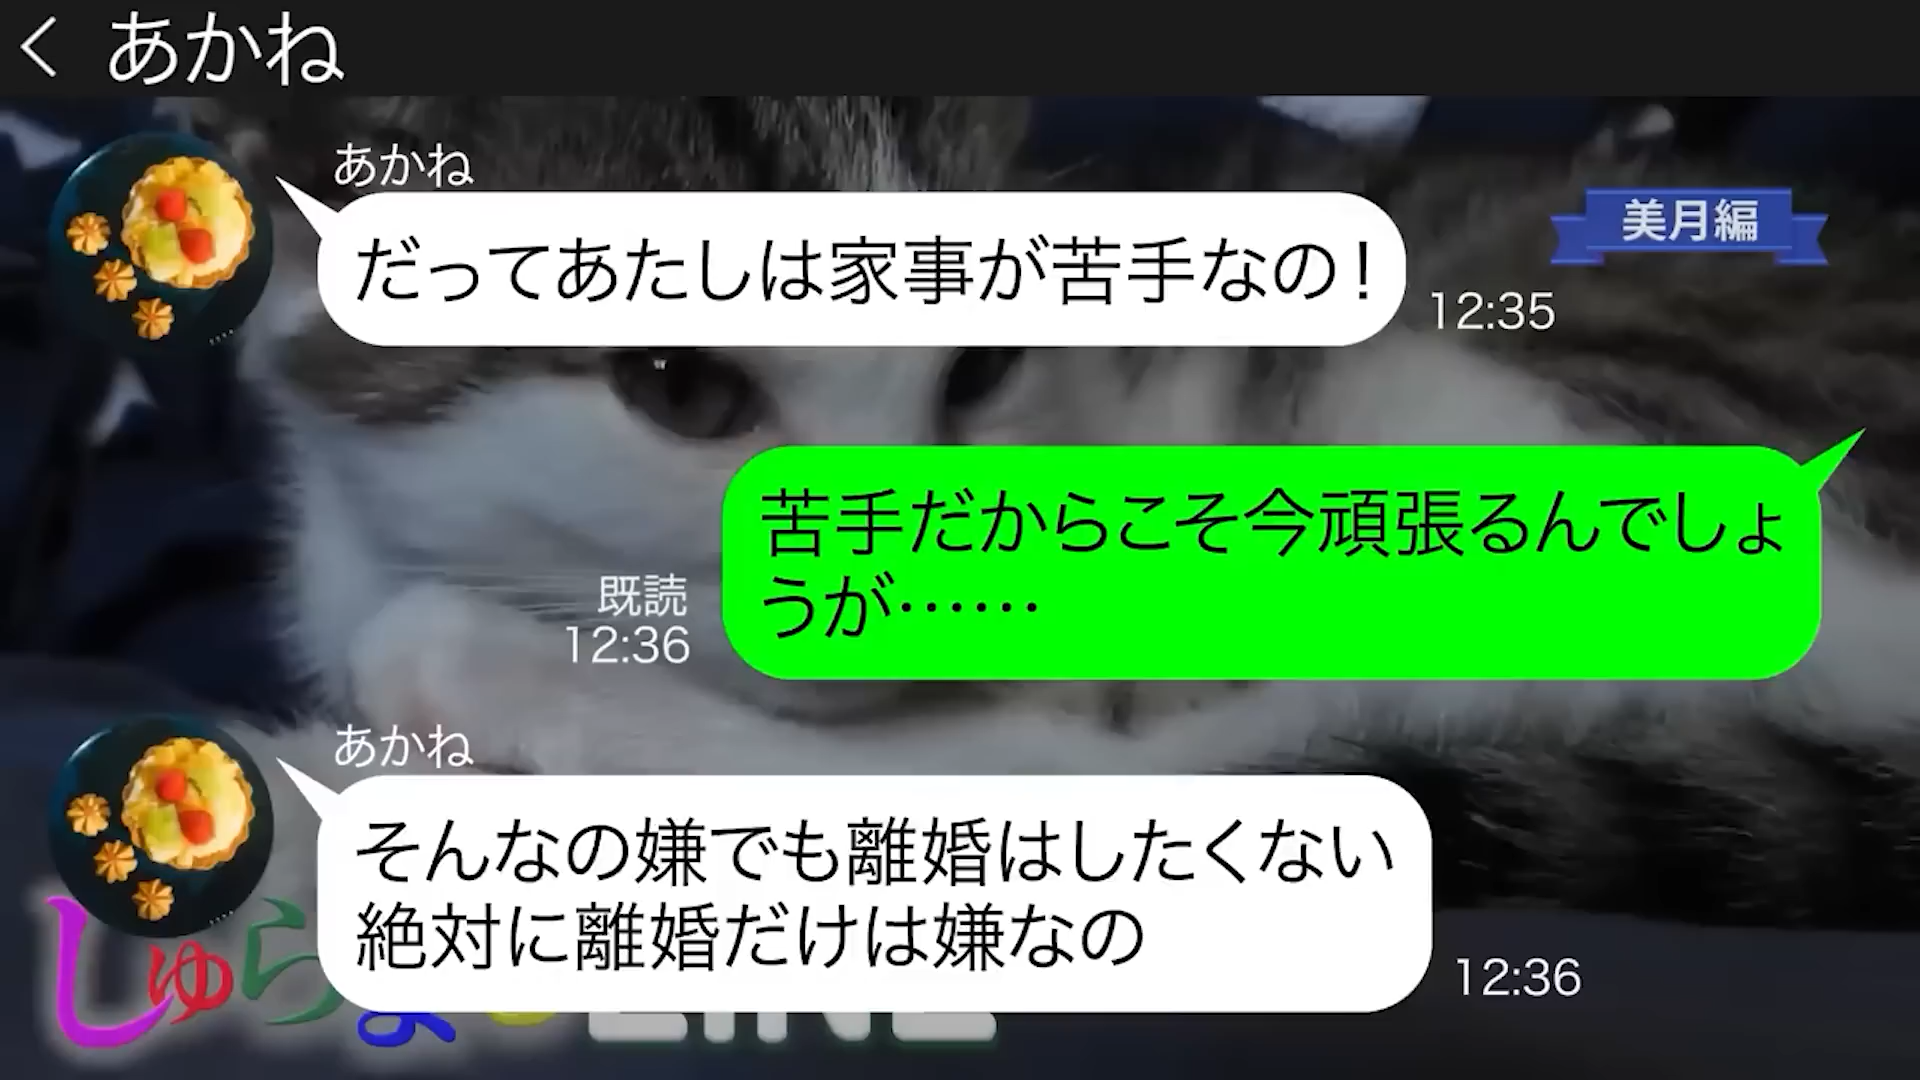 あかね
あかね
だってあたしは家事が苦手なの！
12:35
美月編
苦手だからこそ今頑張るんでしょ
うが……
既読
12:36
あかね
そんなの嫌でも離婚はしたくない
絶対に離婚だけは嫌なの
12:36
しゅら
LINE